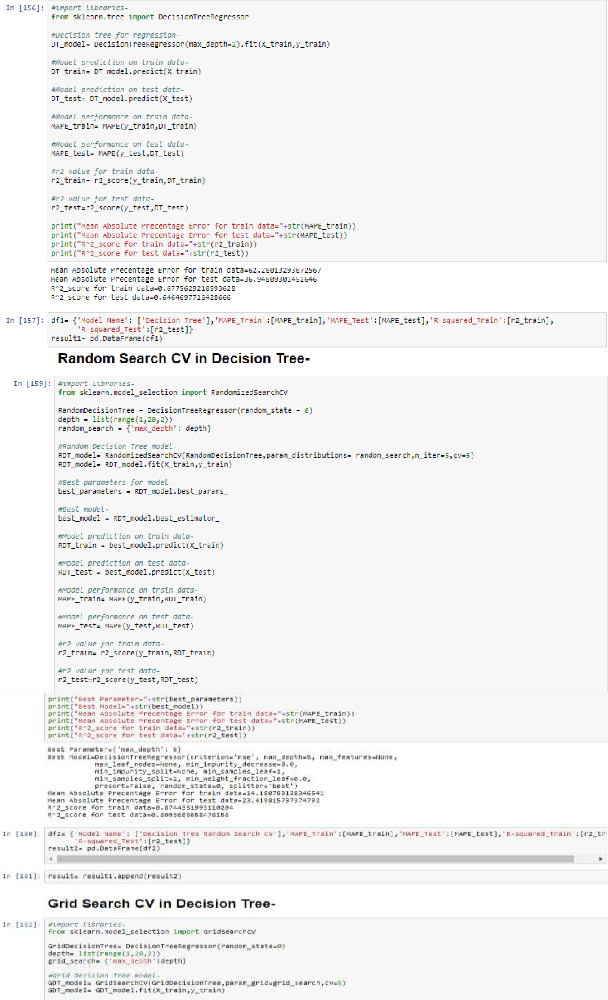 In [156]: #import libraries-
from sklearn.tree import DecisionTreeRegressor
#Decision tree for regression-
DT_model= DecisionTreeRegressor(max_depth=2).fit(X_train,y_train)
#Model prediction on train data-
DT_train= DT_model.predict(X_train)
#Model prediction on test data-
DT_test= DT_model.predict(X_test)
#Model performance on train data-
MAPE_train= MAPE(y_train,DT_train)
#Model performance on test data-
MAPE_test= MAPE(y_test,DT_test)
#r2 value for train data-
r2_train= r2_score(y_train,DT_train)
#r2 value for test data-
r2_test=r2_score(y_test,DT_test)
print("Mean Absolute Precentage Error for train data="+str(MAPE_train))
print("Mean Absolute Precentage Error for test data="+str(MAPE_test))
print("R^2_score for train data="+str(r2_train))
print("R^2_score for test data="+str(r2_test))
Mean Absolute Precentage Error for train data=62.26013293672567
Mean Absolute Precentage Error for test data=36.94809301452646
R^2_score for train data=0.6775629218593628
R^2_score for test data=0.6464697716428666
In [157]: df1= {'Model Name': ['Decision Tree'],'MAPE_Train':[MAPE_train],'MAPE_Test':[MAPE_test],'R-squared_Train':[r2_train],
'R-squared_Test':[r2_test]}
result1= pd.DataFrame(df1)
Random Search CV in Decision Tree-
In [159]: #import libraries-
from sklearn.model_selection import RandomizedSearchCV
RandomDecisionTree = DecisionTreeRegressor(random_state = 0)
depth = list(range(1,20,2))
random_search = {'max_depth': depth}
#Random Decision Tree model-
RDT_model= RandomizedSearchCV(RandomDecisionTree,param_distributions= random_search,n_iter=5,cv=5)
RDT_model= RDT_model.fit(X_train,y_train)
#Best parameters for model-
best_parameters = RDT_model.best_params_
#Best model-
best_model = RDT_model.best_estimator_
#Model prediction on train data-
RDT_train = best_model.predict(X_train)
#Model prediction on test data-
RDT_test = best_model.predict(X_test)
#Model performance on train data-
MAPE_train= MAPE(y_train,RDT_train)
#Model performance on test data-
MAPE_test= MAPE(y_test,RDT_test)
#r2 value for train data-
r2_train= r2_score(y_train,RDT_train)
#r2 value for test data-
r2_test=r2_score(y_test,RDT_test)
print("Best Parameter="+str(best_parameters))
print("Best Model="+str(best_model))
print("Mean Absolute Precentage Error for train data="+str(MAPE_train))
print("Mean Absolute Precentage Error for test data="+str(MAPE_test))
print("R^2_score for train data="+str(r2_train))
print("R^2_score for test data="+str(r2_test))
Best Parameter={'max_depth': 5}
Best Model=DecisionTreeRegressor(criterion='mse', max_depth=5, max_features=None,
max_leaf_nodes=None, min_impurity_decrease=0.0,
min_impurity_split=None, min_samples_leaf=1,
min_samples_split=2, min_weight_fraction_leaf=0.0,
presort=False, random_state=0, splitter='best')
Mean Absolute Precentage Error for train data=14.180789128346541
Mean Absolute Precentage Error for test data=23.419815797374792
R^2_score for train data=0.8744351993110204
R^2_score for test data=0.8093605658476158
In [160]: df2= {'Model Name': ['Decision Tree Random Search CV'],'MAPE_Train':[MAPE_train],'MAPE_Test':[MAPE_test],'R-squared_Train':[r2_tr
'R-squared_Test':[r2_test]}
result2= pd.DataFrame(df2)
In [161]: result= result1.append(result2)
Grid Search CV in Decision Tree-
In [162]: #import libraries-
from sklearn.model_selection import GridSearchCV
GridDecisionTree= DecisionTreeRegressor(random_state=0)
depth= list(range(1,20,2))
grid_search= {'max_depth':depth}
#Grid Decision Tree model-
GDT_model= GridSearchCV(GridDecisionTree,param_grid=grid_search,cv=5)
GDT_model= GDT_model.fit(X_train,y_train)